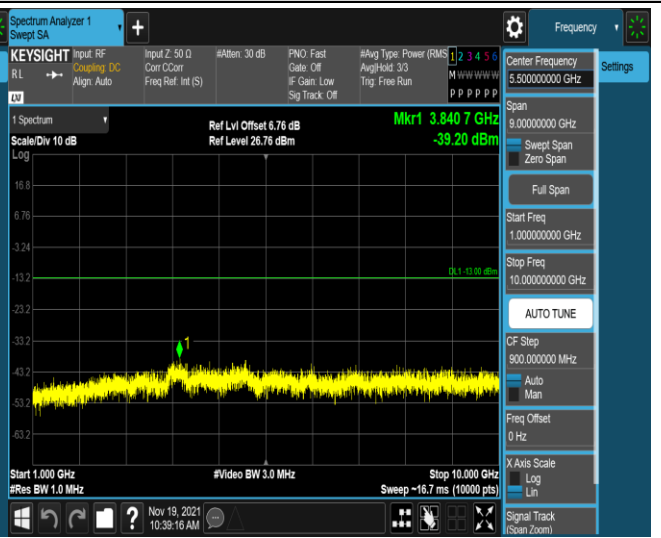 Spectrum Analyzer 1
Swept SA
Frequency
KEYSIGHT
RL
LXI
Input: RF
Coupling: DC
Align: Auto
Input Z: 50 Ω
Corr CCorr
Freq Ref: Int (S)
#Atten: 30 dB
PNO: Fast
Gate: Off
IF Gain: Low
Sig Track: Off
#Avg Type: Power (RMS
Avg|Hold: 3/3
Trig: Free Run
1 2 3 4 5 6
M W W W W W
P P P P P P
1 Spectrum
Scale/Div 10 dB
Log
Ref Lvl Offset 6.76 dB
Ref Level 26.76 dBm
Mkr1 3.840 7 GHz
-39.20 dBm
16.8
6.76
-3.24
-13.2
DL1 -13.00 dBm
-23.2
-33.2
1
-43.2
-53.2
-63.2
Start 1.000 GHz
#Res BW 1.0 MHz
#Video BW 3.0 MHz
Stop 10.000 GHz
Sweep ~16.7 ms (10000 pts)
Nov 19, 2021
10:39:16 AM
Center Frequency
5.500000000 GHz
Settings
Span
9.00000000 GHz
Swept Span
Zero Span
Full Span
Start Freq
1.000000000 GHz
Stop Freq
10.000000000 GHz
AUTO TUNE
CF Step
900.000000 MHz
Auto
Man
Freq Offset
0 Hz
X Axis Scale
Log
Lin
Signal Track
(Span Zoom)